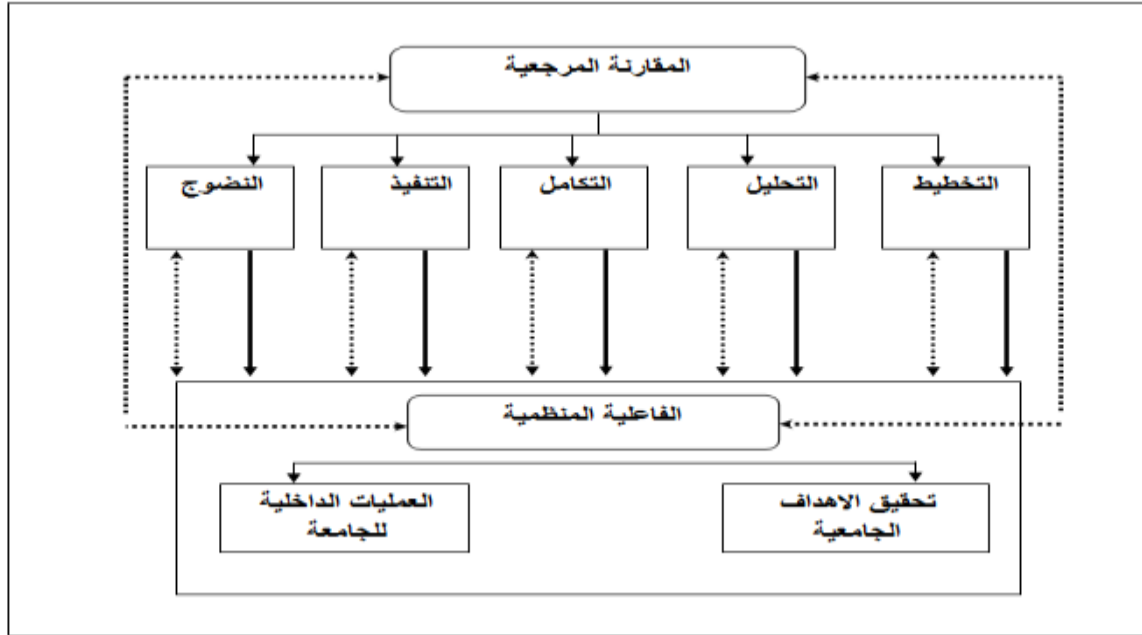 المقارنة المرجعية
التخطيط
التحليل
التكامل
التنفيذ
النضوج
الفاعلية المنظمية
تحقيق الاهداف
الجامعية
العمليات الداخلية
للجامعة